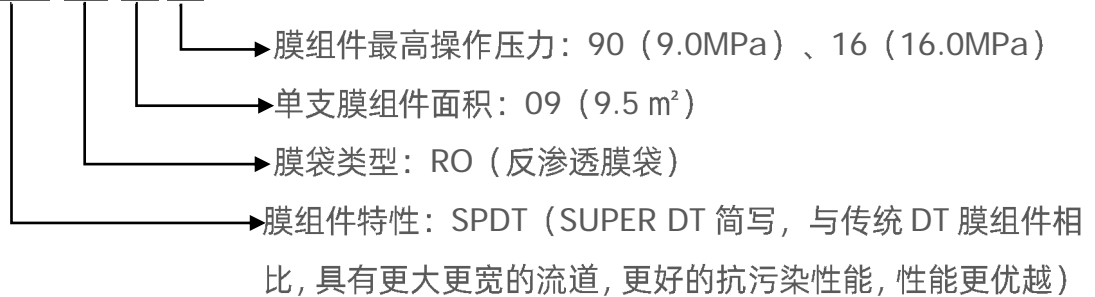 膜组件最高操作压力：90（9.0MPa）、16（16.0MPa）
单支膜组件面积：09（9.5 ㎡）
膜袋类型：RO（反渗透膜袋）
膜组件特性：SPDT（SUPER DT 简写，与传统 DT 膜组件相
比，具有更大更宽的流道，更好的抗污染性能，性能更优越）